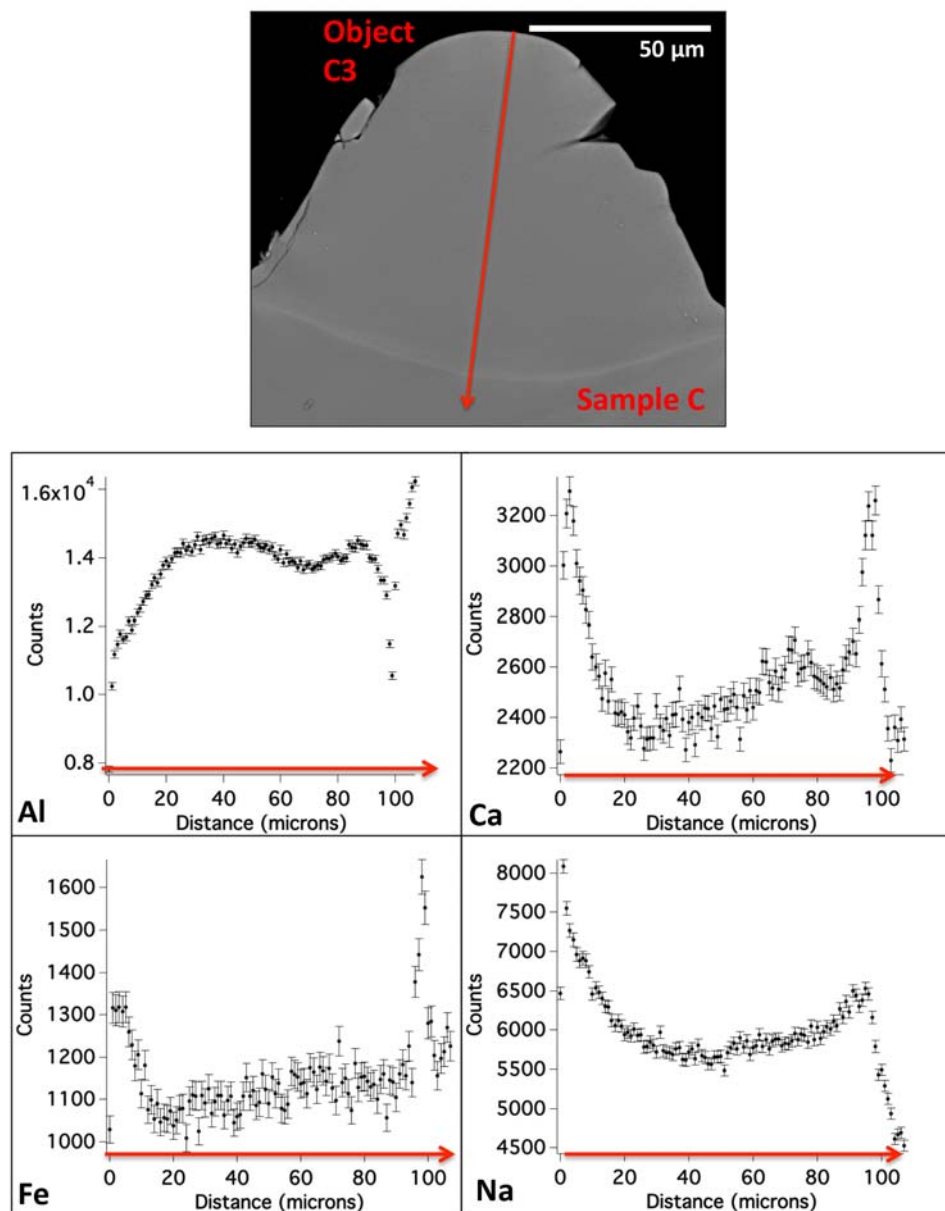 Object
C3
50 µm
Sample C
1.6x10⁴
1.4
1.2
1.0
0.8
Counts
0 20 40 60 80 100
Distance (microns)
Al
3200
3000
2800
2600
2400
2200
Counts
0 20 40 60 80 100
Distance (microns)
Ca
1600
1500
1400
1300
1200
1100
1000
Counts
0 20 40 60 80 100
Distance (microns)
Fe
8000
7500
7000
6500
6000
5500
5000
4500
Counts
0 20 40 60 80 100
Distance (microns)
Na